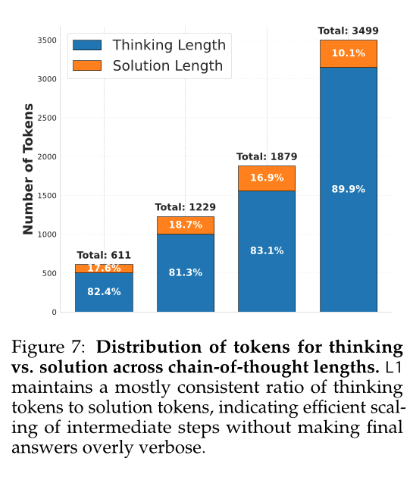 Total: 3499
3500
Thinking Length
Solution Length
10.1%
3000
2500
Number of Tokens
2000
Total: 1879
16.9%
89.9%
1500
Total: 1229
18.7%
83.1%
1000
Total: 611
81.3%
17.6%
500
82.4%
0
Figure 7: Distribution of tokens for thinking
vs. solution across chain-of-thought lengths. L1
maintains a mostly consistent ratio of thinking
tokens to solution tokens, indicating efficient scal-
ing of intermediate steps without making final
answers overly verbose.